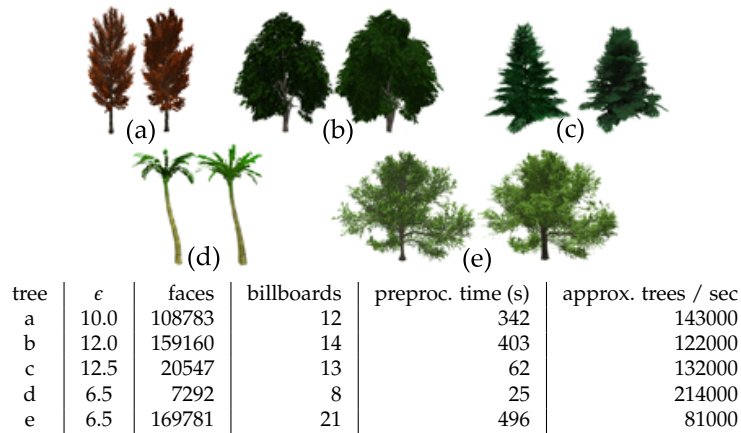 (a) (b) (c)
(d) (e)
tree ϵ faces billboards preproc. time (s) approx. trees / sec
a 10.0 108783 12 342 143000
b 12.0 159160 14 403 122000
c 12.5 20547 13 62 132000
d 6.5 7292 8 25 214000
e 6.5 169781 21 496 81000